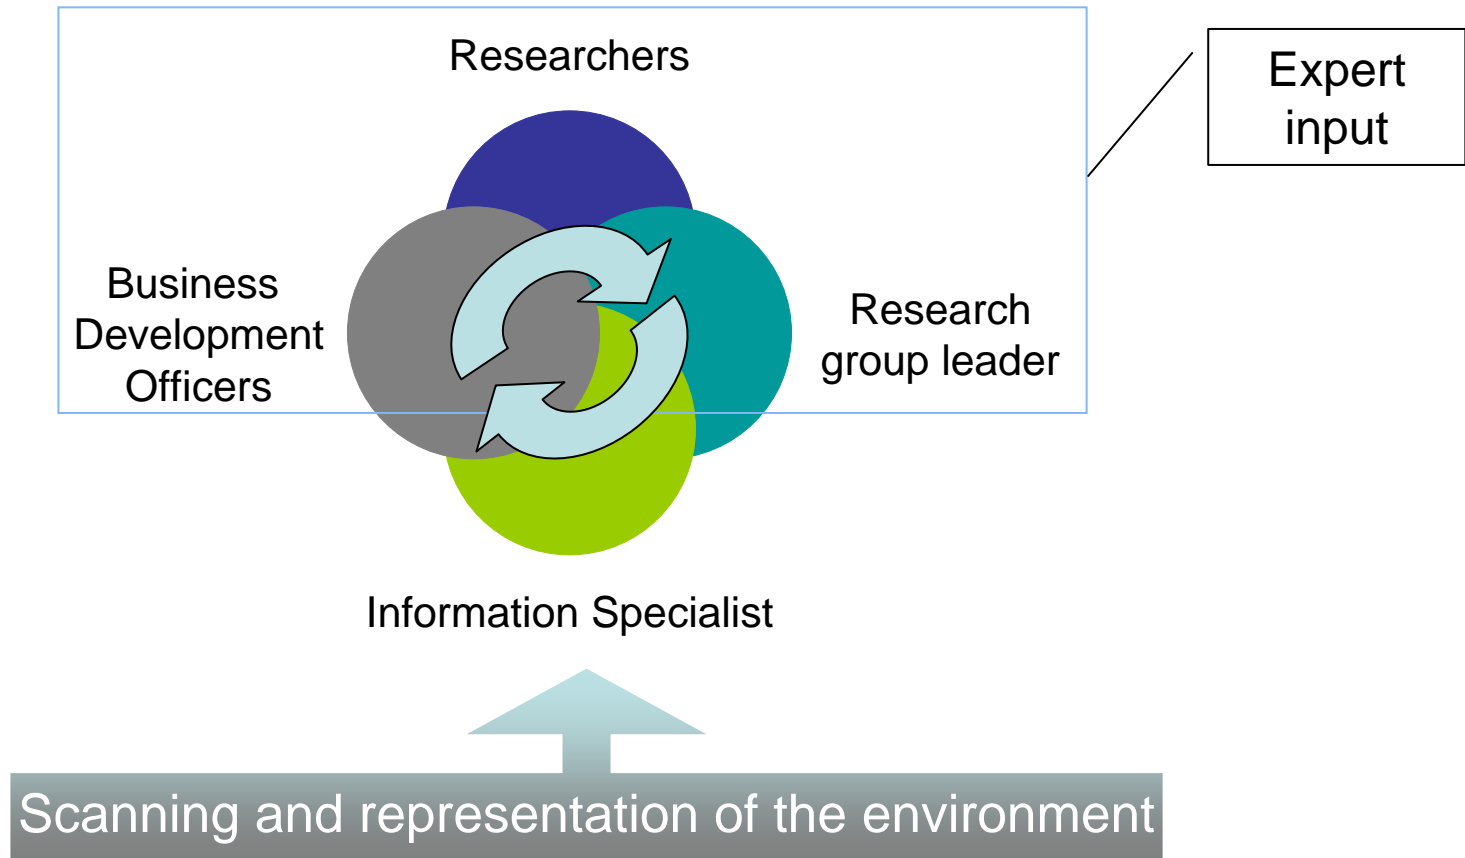 Researchers
Expert
input
Business
Development
Officers
Research
group leader
Information Specialist
Scanning and representation of the environment